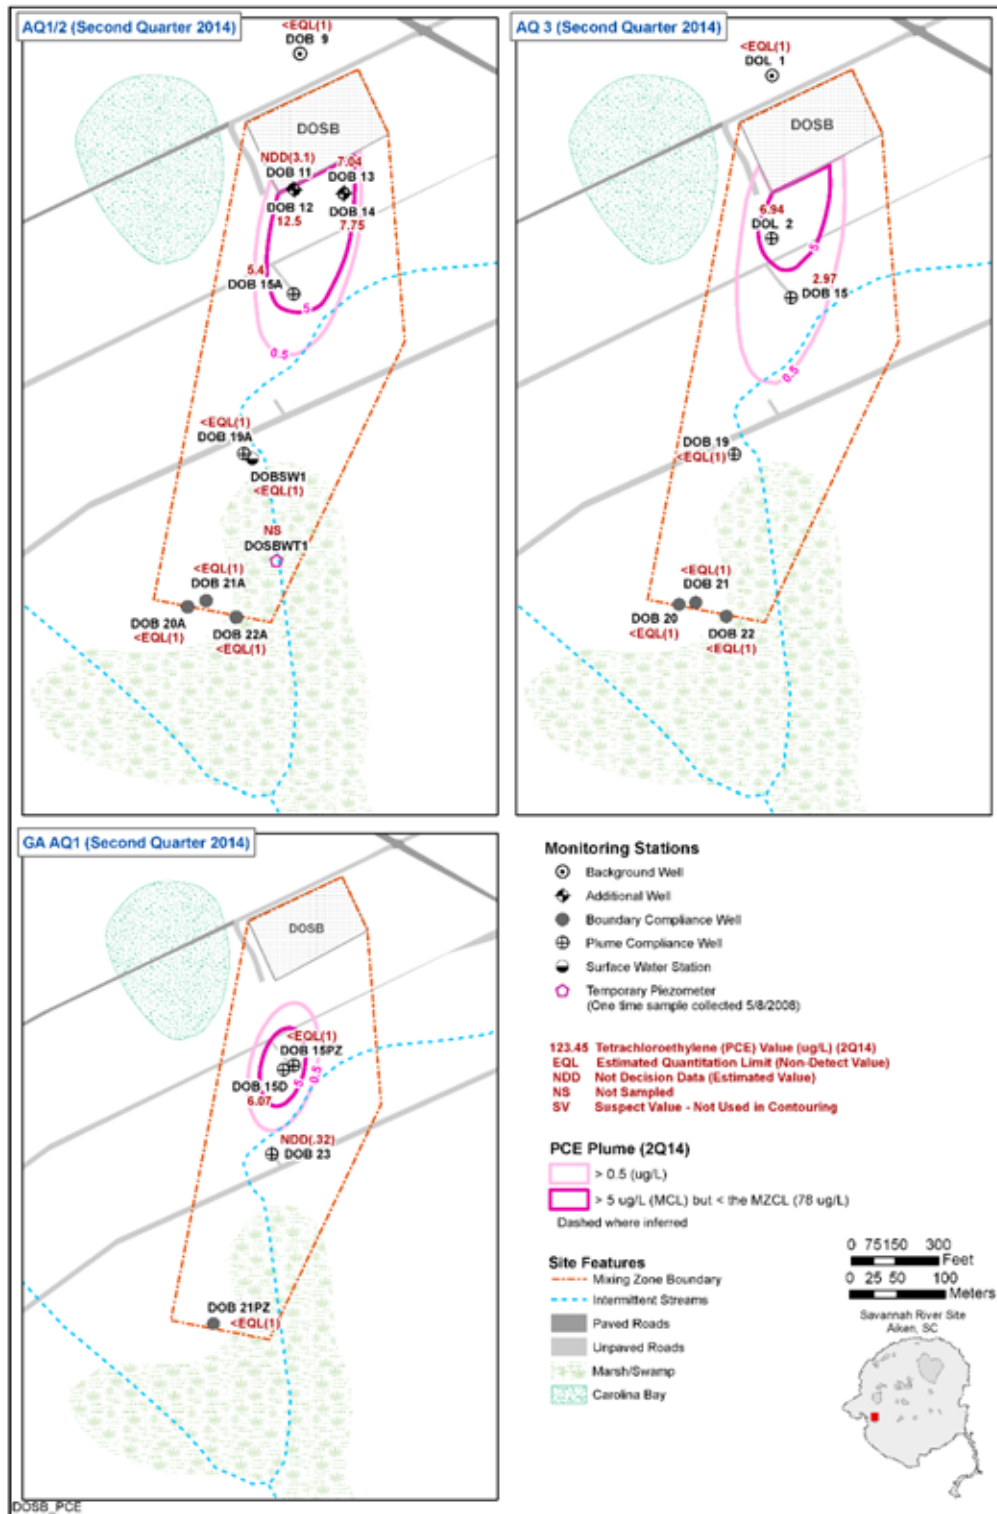 AQ1/2 (Second Quarter 2014)
<EQL(1)
DOB 9
DOSB
NDD(3.1)
DOB 11
7.04
DOB 13
DOB 12
12.5
DOB 14
7.75
5.4
DOB 15A
5
0.5
<EQL(1)
DOB 19A
DOBSW1
<EQL(1)
NS
DOSBWT1
<EQL(1)
DOB 21A
DOB 20A
<EQL(1)
DOB 22A
<EQL(1)
AQ 3 (Second Quarter 2014)
<EQL(1)
DOL 1
DOSB
6.94
DOL 2
5
2.97
DOB 15
0.5
DOB 19
<EQL(1)
<EQL(1)
DOB 21
DOB 20
<EQL(1)
DOB 22
<EQL(1)
GA AQ1 (Second Quarter 2014)
DOSB
<EQL(1)
DOB 15PZ
DOB 15D
6.07
5
0.5
NDD(.32)
DOB 23
DOB 21PZ
<EQL(1)
Monitoring Stations
Background Well
Additional Well
Boundary Compliance Well
Plume Compliance Well
Surface Water Station
Temporary Piezometer
(One time sample collected 5/8/2008)
123.45 Tetrachloroethylene (PCE) Value (ug/L) (2Q14)
EQL Estimated Quantitation Limit (Non-Detect Value)
NDD Not Decision Data (Estimated Value)
NS Not Sampled
SV Suspect Value - Not Used in Contouring
PCE Plume (2Q14)
> 0.5 (ug/L)
> 5 ug/L (MCL) but < the MZCL (78 ug/L)
Dashed where inferred
Site Features
Mixing Zone Boundary
Intermittent Streams
Paved Roads
Unpaved Roads
Marsh/Swamp
Carolina Bay
0 75150 300
Feet
0 25 50 100
Meters
Savannah River Site
Aiken, SC
DOSB_PCE